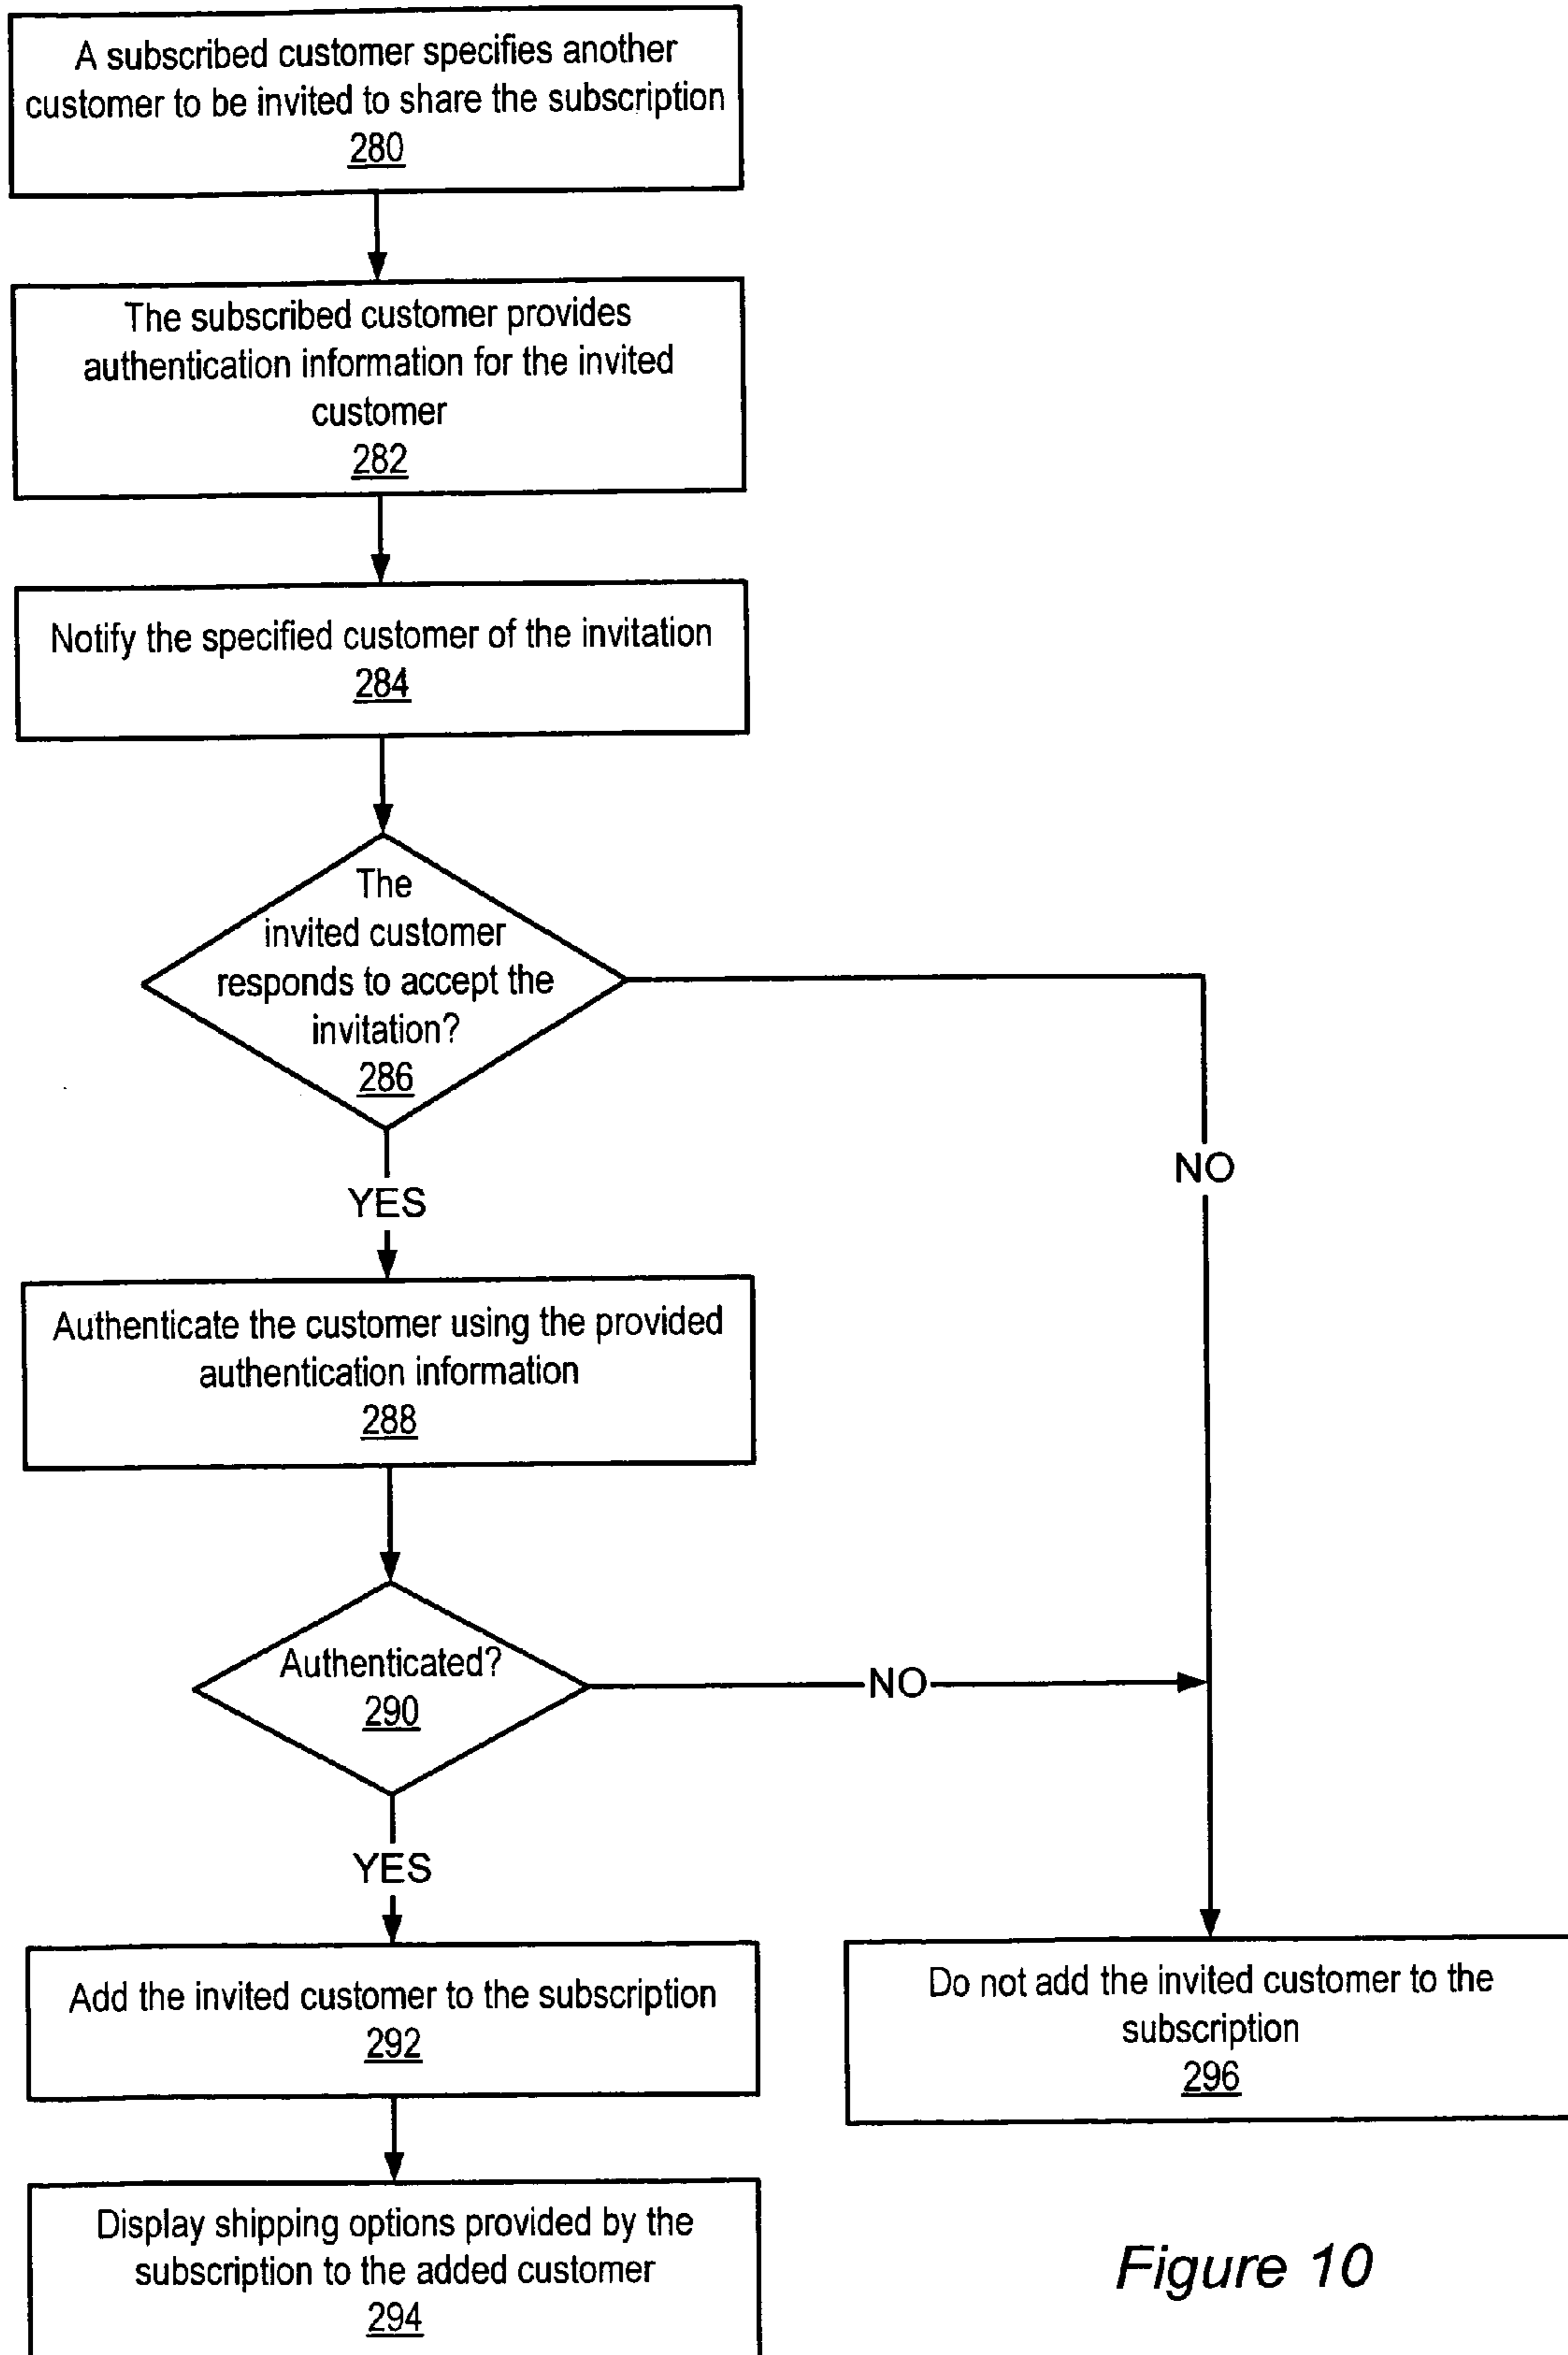 A subscribed customer specifies another
customer to be invited to share the subscription
280
The subscribed customer provides
authentication information for the invited
customer
282
Notify the specified customer of the invitation
284
The
invited customer
responds to accept the
invitation?
286
NO
YES
Authenticate the customer using the provided
authentication information
288
Authenticated?
290
NO
YES
Add the invited customer to the subscription
292
Do not add the invited customer to the
subscription
296
Display shipping options provided by the
subscription to the added customer
294
Figure 10